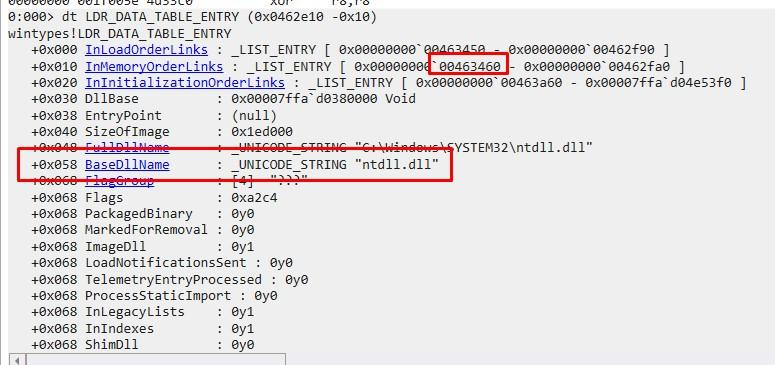 0:000> dt LDR_DATA_TABLE_ENTRY (0x0462e10 -0x10)
wintypes!LDR_DATA_TABLE_ENTRY
+0x000 InLoadOrderLinks : _LIST_ENTRY [ 0x00000000`00463450 - 0x00000000`00462f90 ]
+0x010 InMemoryOrderLinks : _LIST_ENTRY [ 0x00000000`00463460 - 0x00000000`00462fa0 ]
+0x020 InInitializationOrderLinks : _LIST_ENTRY [ 0x00000000`00463a60 - 0x00007ffa`d04e53f0 ]
+0x030 DllBase : 0x00007ffa`d0380000 Void
+0x038 EntryPoint : (null)
+0x040 SizeOfImage : 0x1ed000
+0x048 FullDllName : _UNICODE_STRING "C:\Windows\SYSTEM32\ntdll.dll"
+0x058 BaseDllName : _UNICODE_STRING "ntdll.dll"
+0x068 FlagGroup : [4] "???"
+0x068 Flags : 0xa2c4
+0x068 PackagedBinary : 0y0
+0x068 MarkedForRemoval : 0y0
+0x068 ImageDll : 0y1
+0x068 LoadNotificationsSent : 0y0
+0x068 TelemetryEntryProcessed : 0y0
+0x068 ProcessStaticImport : 0y0
+0x068 InLegacyLists : 0y1
+0x068 InIndexes : 0y1
+0x068 ShimDll : 0y0